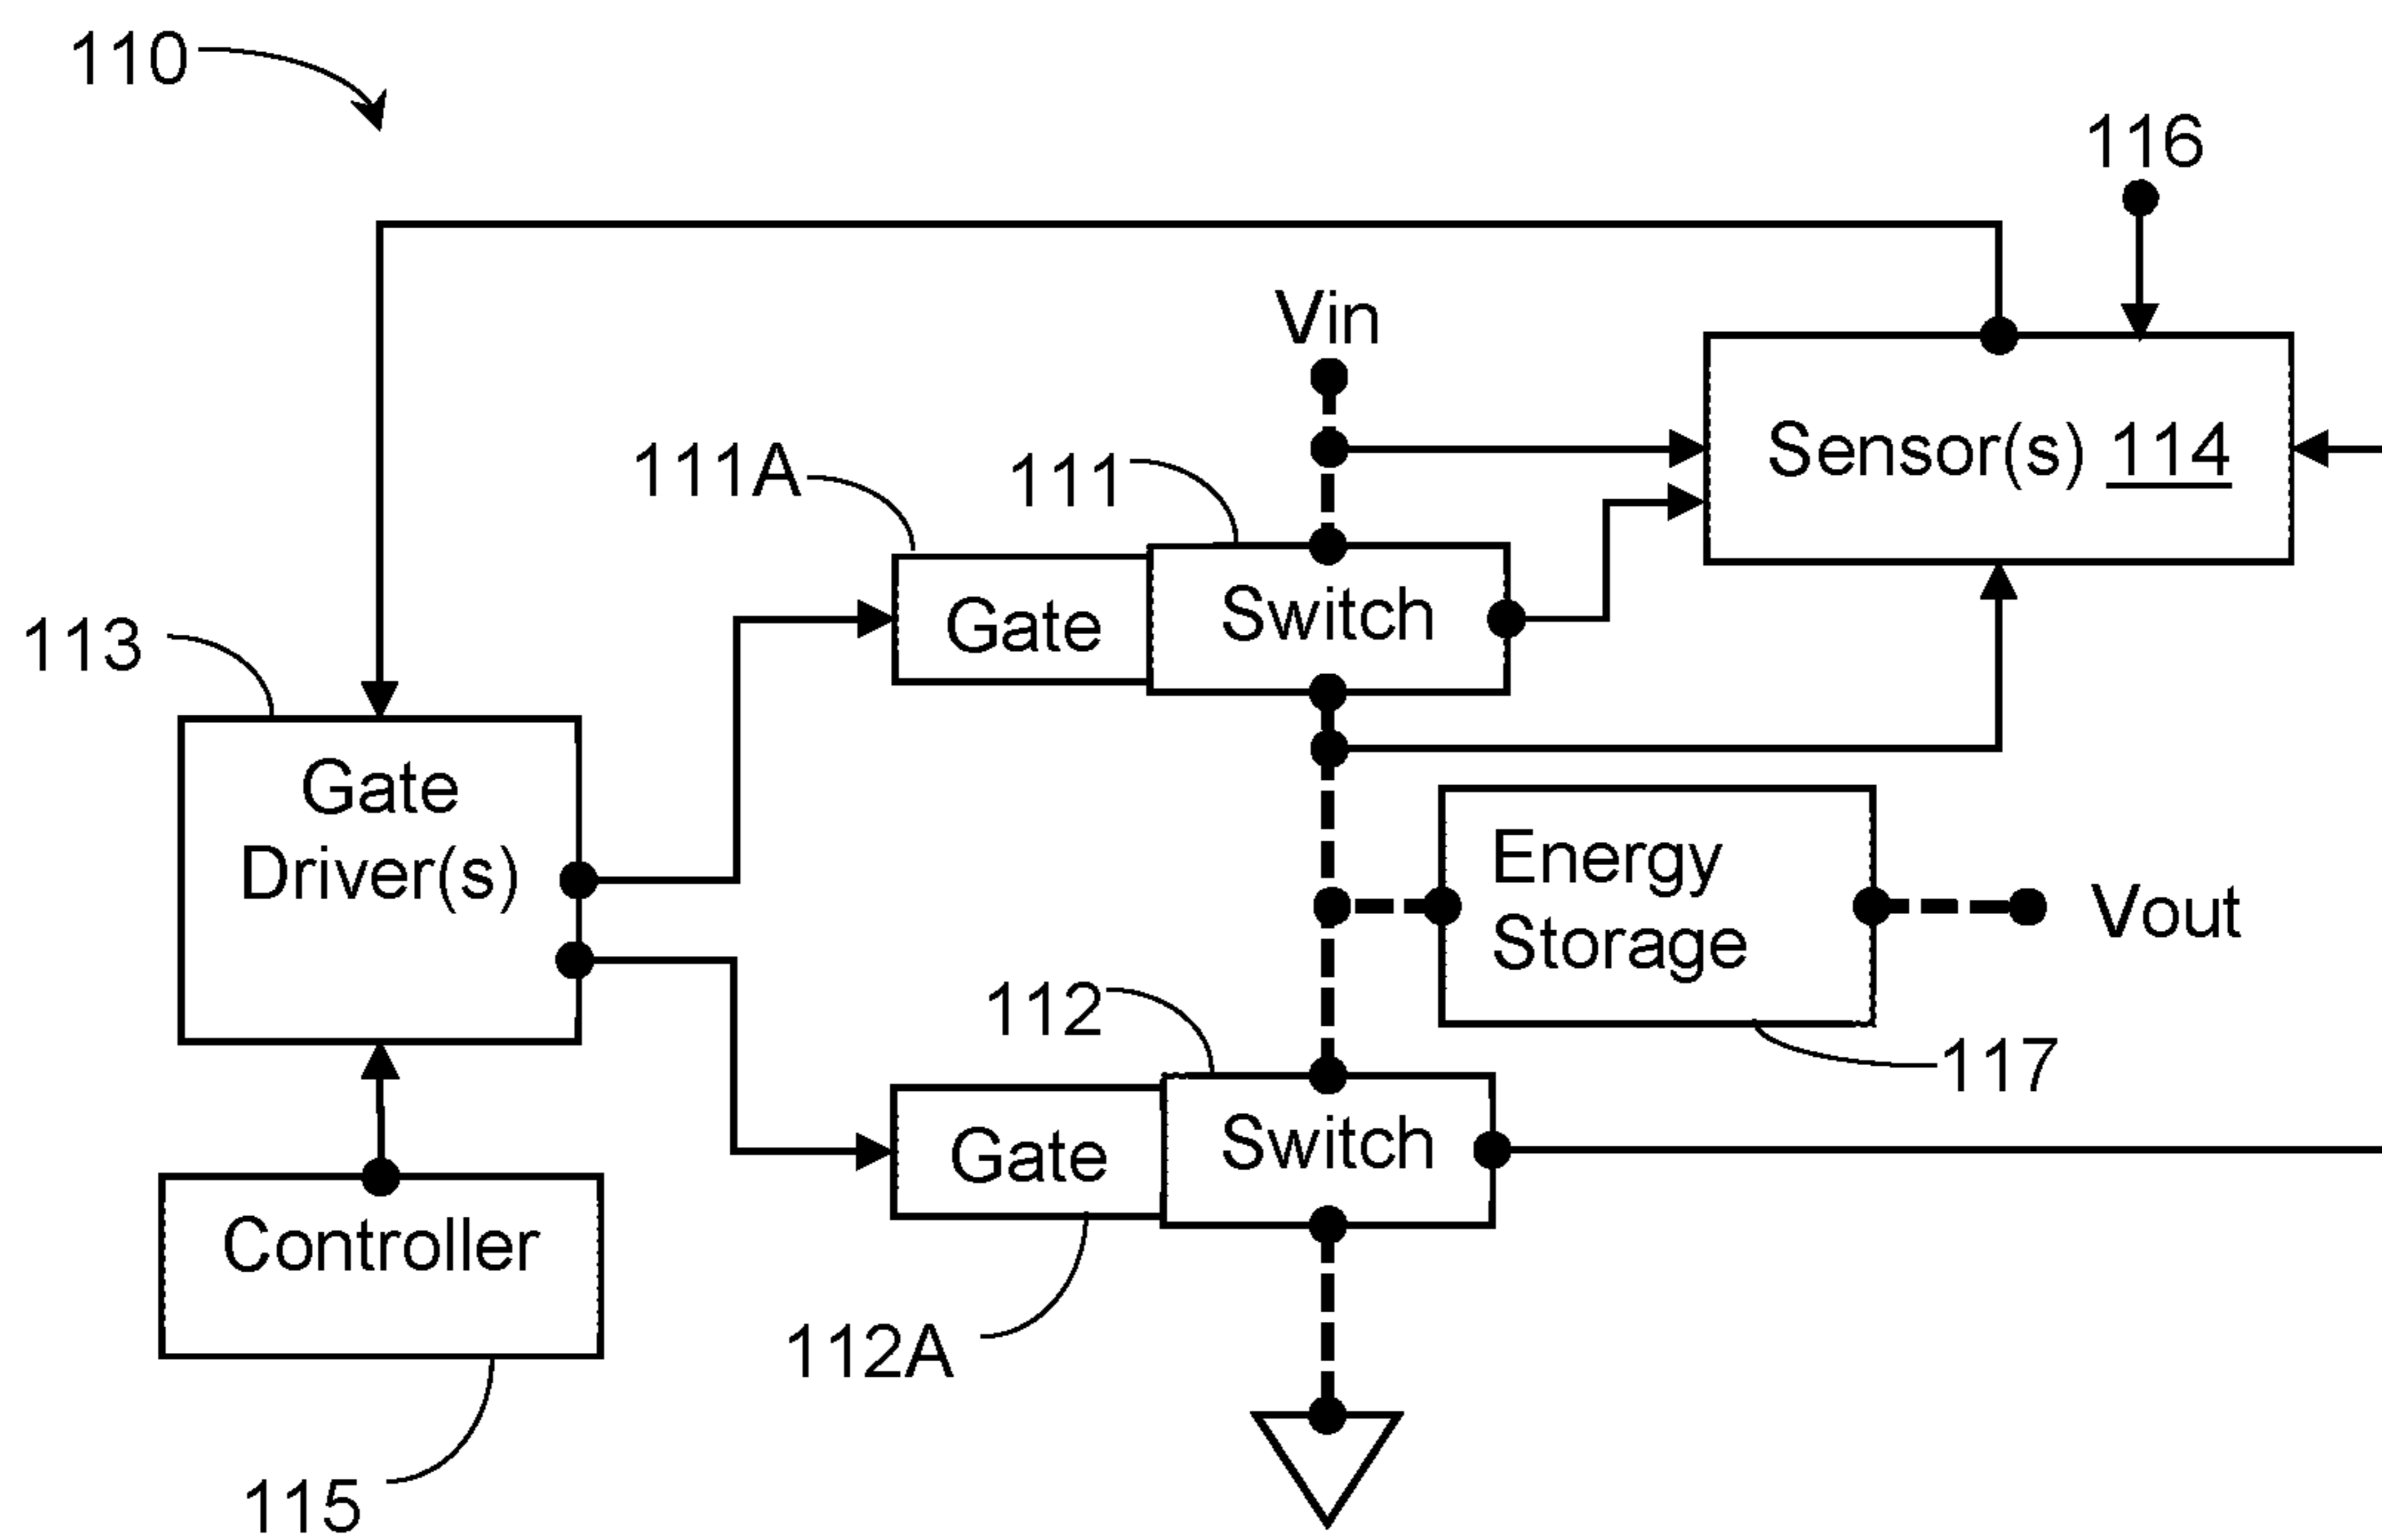 110
116
Vin
Sensor(s) 114
111A
111
Gate
Switch
113
Gate
Driver(s)
Energy
Storage
Vout
112
117
Gate
Switch
Controller
112A
115